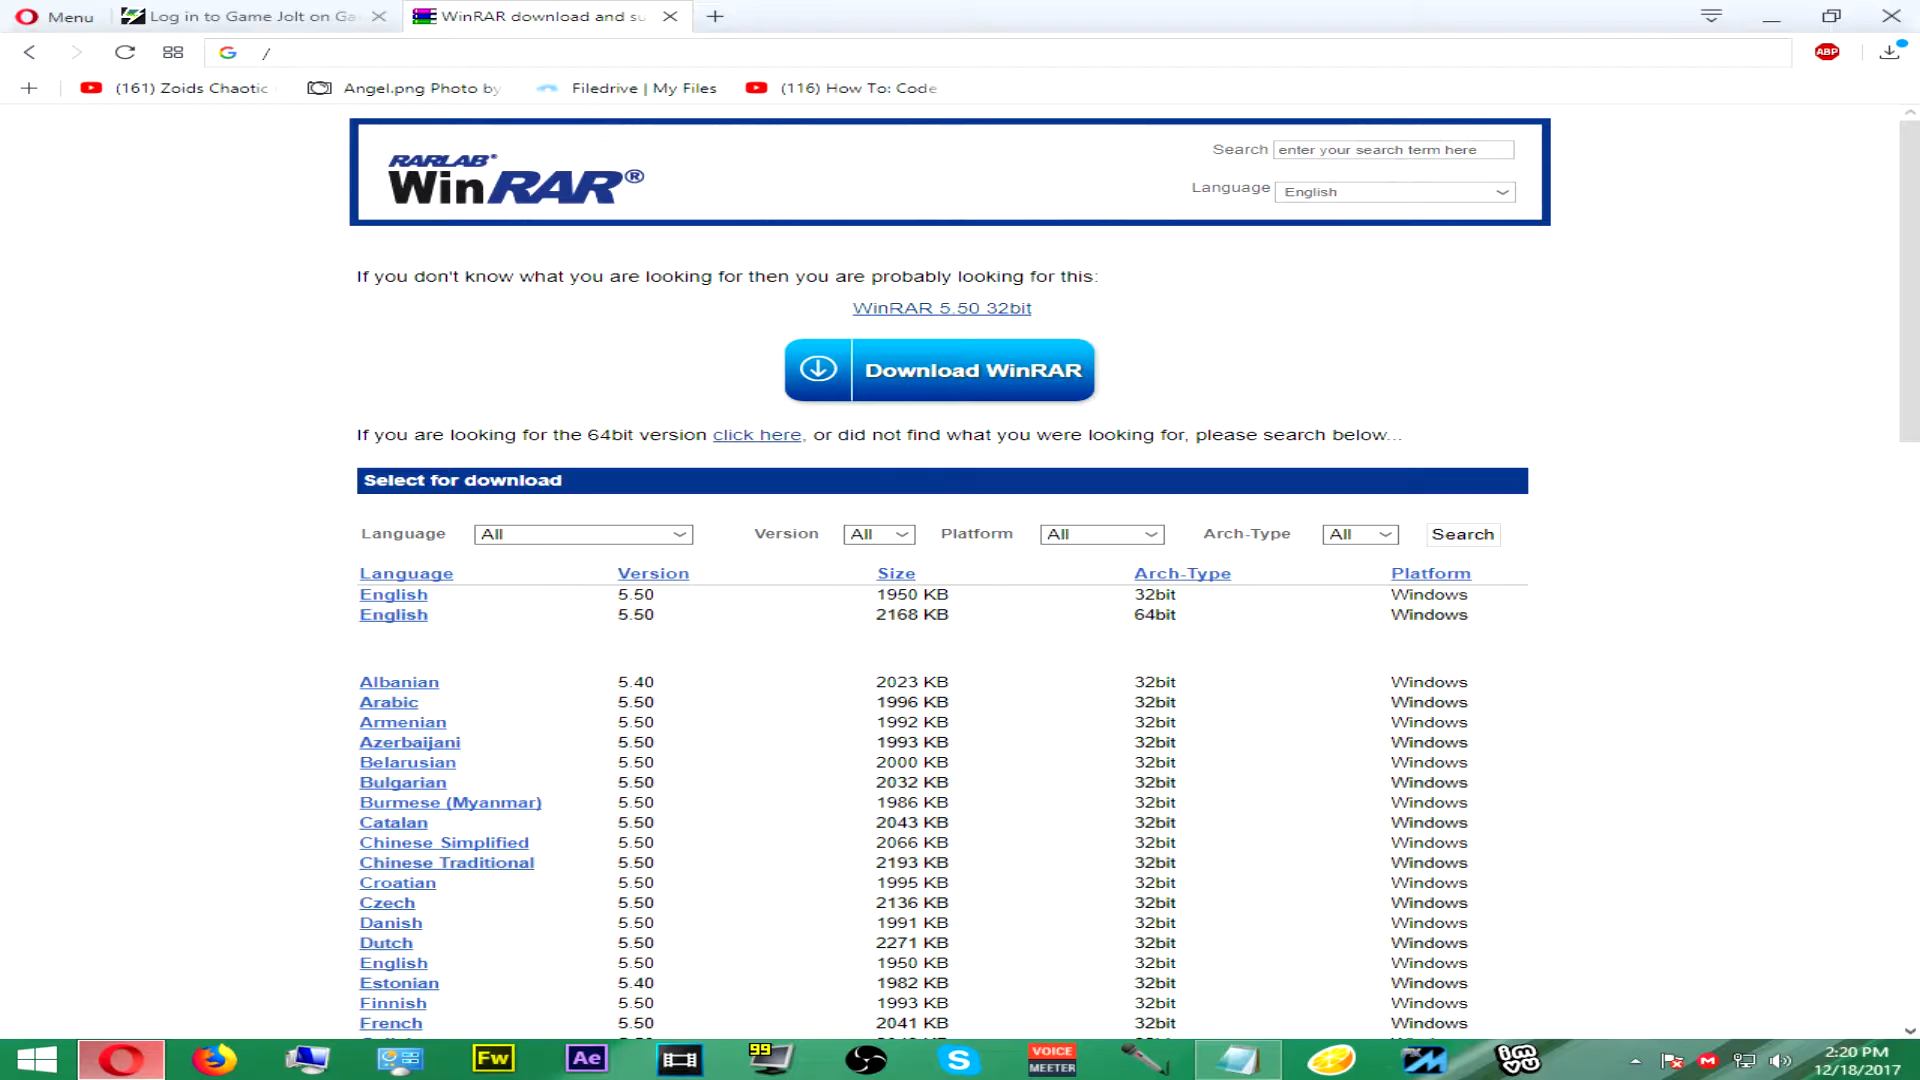 Menu
Log in to Game Jolt on Ga
WinRAR download and su
/
ABP
(161) Zoids Chaotic
Angel.png Photo by
Filedrive | My Files
(116) How To: Code
RARLAB®
WinRAR®
Search enter your search term here
Language English
If you don't know what you are looking for then you are probably looking for this:
WinRAR 5.50 32bit
Download WinRAR
If you are looking for the 64bit version click here, or did not find what you were looking for, please search below...
Select for download
Language All Version All Platform All Arch-Type All Search
Language Version Size Arch-Type Platform
English 5.50 1950 KB 32bit Windows
English 5.50 2168 KB 64bit Windows
Albanian 5.40 2023 KB 32bit Windows
Arabic 5.50 1996 KB 32bit Windows
Armenian 5.50 1992 KB 32bit Windows
Azerbaijani 5.50 1993 KB 32bit Windows
Belarusian 5.50 2000 KB 32bit Windows
Bulgarian 5.50 2032 KB 32bit Windows
Burmese (Myanmar) 5.50 1986 KB 32bit Windows
Catalan 5.50 2043 KB 32bit Windows
Chinese Simplified 5.50 2066 KB 32bit Windows
Chinese Traditional 5.50 2193 KB 32bit Windows
Croatian 5.50 1995 KB 32bit Windows
Czech 5.50 2136 KB 32bit Windows
Danish 5.50 1991 KB 32bit Windows
Dutch 5.50 2271 KB 32bit Windows
English 5.50 1950 KB 32bit Windows
Estonian 5.40 1982 KB 32bit Windows
Finnish 5.50 1993 KB 32bit Windows
French 5.50 2041 KB 32bit Windows
Fw
Ae
99
VOICE
MEETER
2:20 PM
12/18/2017